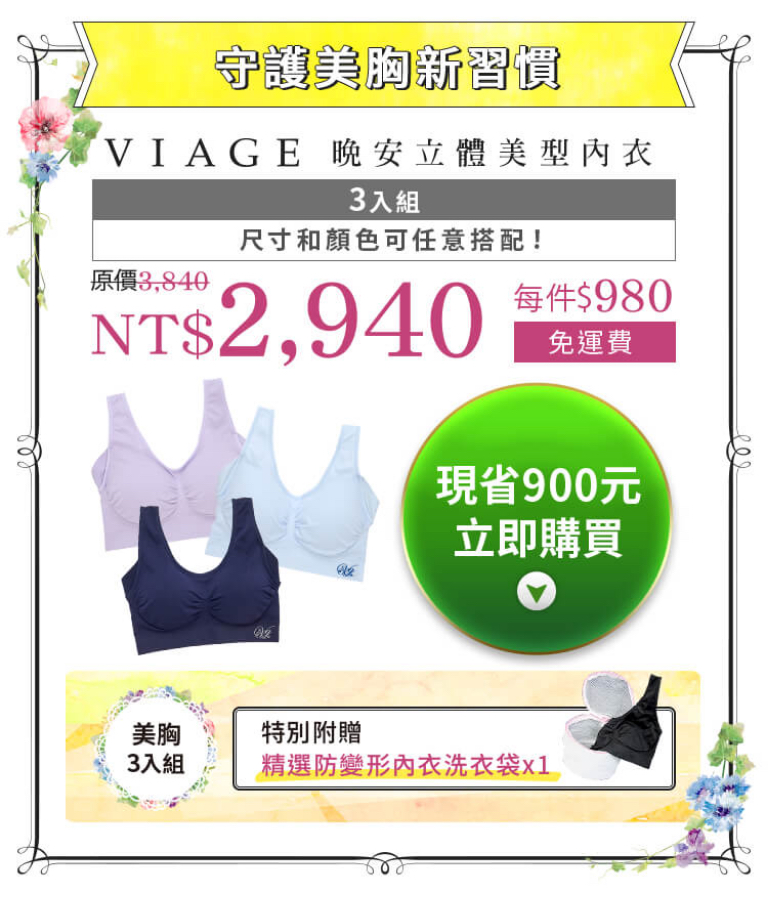 守護美胸新習慣
VIAGE 晚安立體美型內衣
3入組
尺寸和顏色可任意搭配！
原價3,840
NT$2,940
每件$980
免運費
現省900元
立即購買
美胸
3入組
特別附贈
精選防變形內衣洗衣袋x1